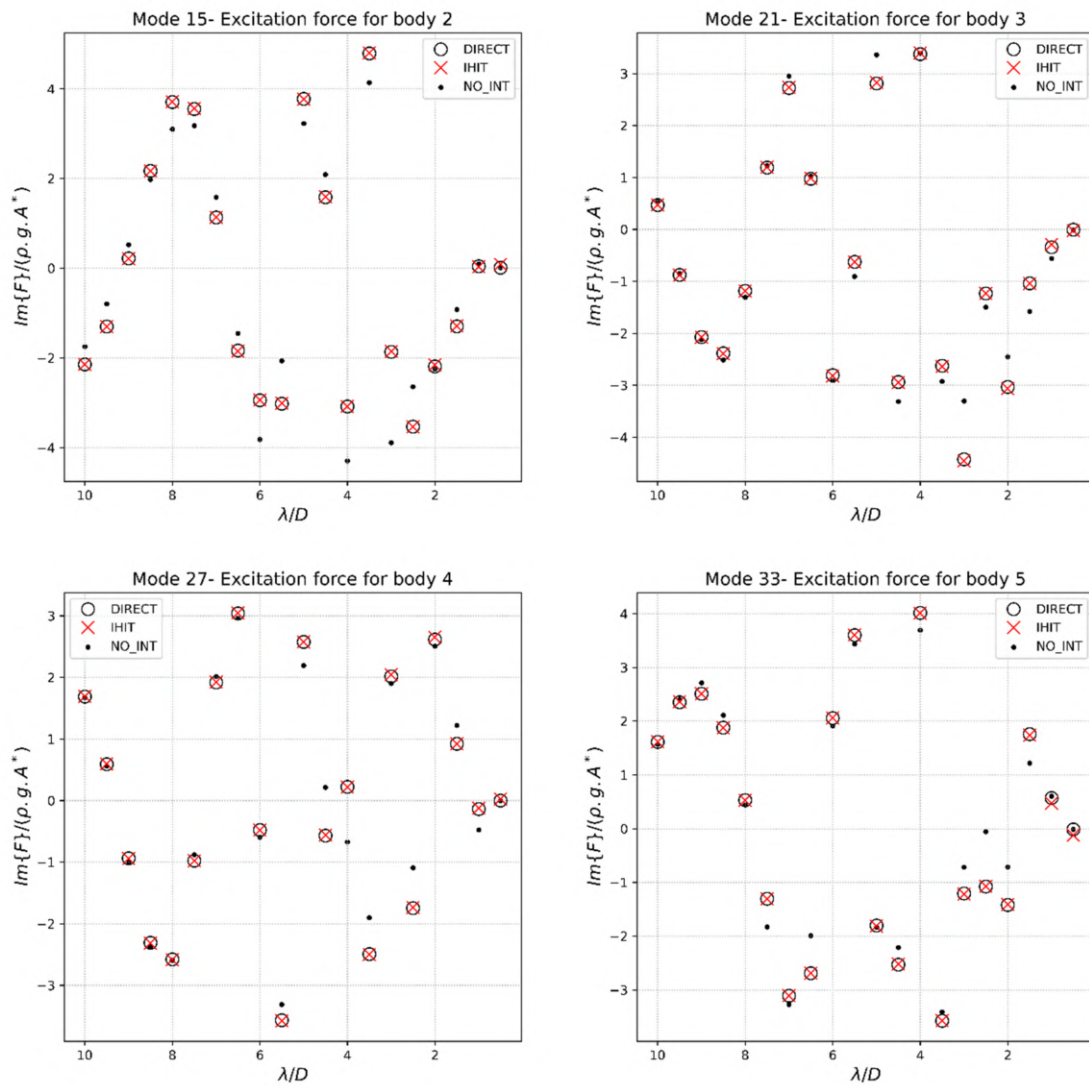 Mode 15- Excitation force for body 2
DIRECT
IHIT
NO_INT
4
2
0
−2
−4
Im{F}/(ρ.g.A*)
10
8
6
4
2
λ/D
Mode 21- Excitation force for body 3
DIRECT
IHIT
NO_INT
3
2
1
0
−1
−2
−3
−4
Im{F}/(ρ.g.A*)
10
8
6
4
2
λ/D
Mode 27- Excitation force for body 4
DIRECT
IHIT
NO_INT
3
2
1
0
−1
−2
−3
Im{F}/(ρ.g.A*)
10
8
6
4
2
λ/D
Mode 33- Excitation force for body 5
DIRECT
IHIT
NO_INT
4
3
2
1
0
−1
−2
−3
Im{F}/(ρ.g.A*)
10
8
6
4
2
λ/D